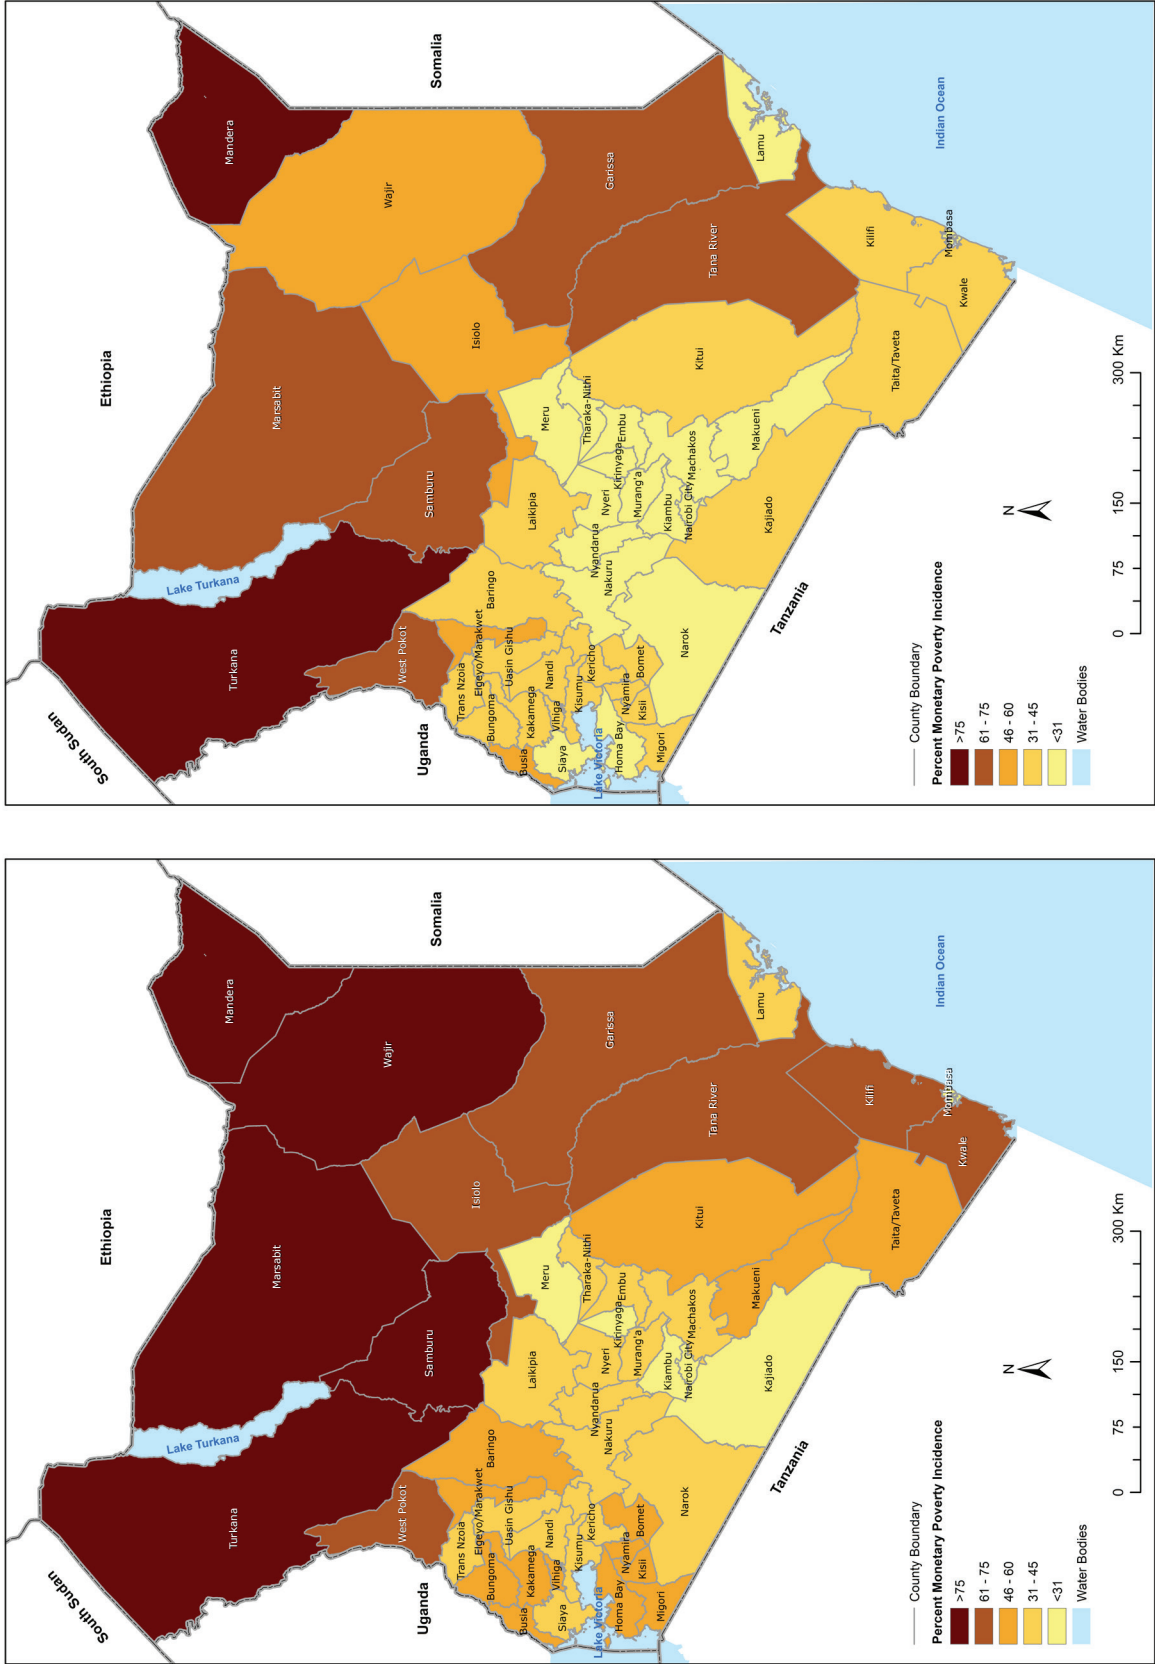 South Sudan
Ethiopia
Somalia
Uganda
Tanzania
Indian Ocean
Lake Turkana
Lake Victoria
Turkana
Marsabit
Mandera
Wajir
West Pokot
Samburu
Isiolo
Garissa
Trans Nzoia
Elgeyo/Marakwet
Baringo
Bungoma
Uasin Gishu
Busia
Kakamega
Nandi
Laikipia
Meru
Siaya
Vihiga
Kisumu
Kericho
Nyandarua
Nakuru
Nyeri
Tharaka-Nithi
Kirinyaga
Embu
Homa Bay
Nyamira
Kisii
Bomet
Murang'a
Kiambu
Nairobi City
Machakos
Kitui
Tana River
Lamu
Migori
Narok
Kajiado
Makueni
Taita/Taveta
Kilifi
Kwale
Mombasa
County Boundary
Percent Monetary Poverty Incidence
>75
61 - 75
46 - 60
31 - 45
<31
Water Bodies
N
0 75 150 300 Km
South Sudan
Ethiopia
Somalia
Uganda
Tanzania
Indian Ocean
Lake Turkana
Lake Victoria
Turkana
Marsabit
Mandera
Wajir
West Pokot
Samburu
Isiolo
Garissa
Trans Nzoia
Elgeyo/Marakwet
Baringo
Bungoma
Uasin Gishu
Busia
Kakamega
Nandi
Laikipia
Meru
Siaya
Vihiga
Kisumu
Kericho
Nyandarua
Nakuru
Nyeri
Tharaka-Nithi
Kirinyaga
Embu
Homa Bay
Nyamira
Kisii
Bomet
Murang'a
Kiambu
Nairobi City
Machakos
Kitui
Tana River
Lamu
Migori
Narok
Kajiado
Makueni
Taita/Taveta
Kilifi
Kwale
Mombasa
County Boundary
Percent Monetary Poverty Incidence
>75
61 - 75
46 - 60
31 - 45
<31
Water Bodies
N
0 75 150 300 Km